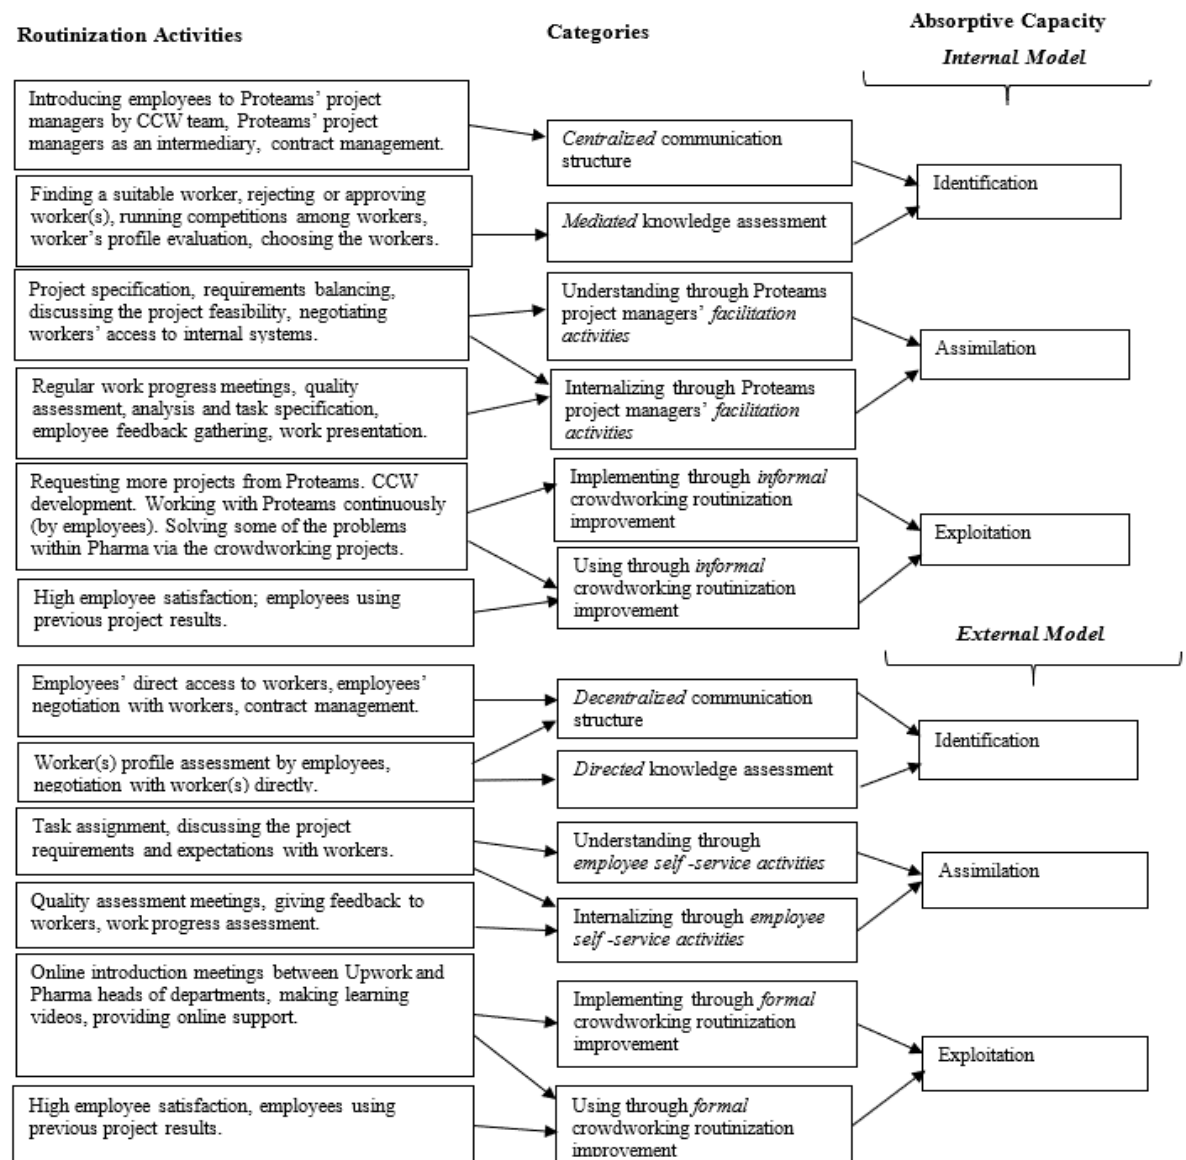 Routinization Activities
Categories
Absorptive Capacity
Internal Model
Introducing employees to Proteams’ project
managers by CCW team, Proteams’ project
managers as an intermediary, contract management.
Centralized communication
structure
Identification
Finding a suitable worker, rejecting or approving
worker(s), running competitions among workers,
worker’s profile evaluation, choosing the workers.
Mediated knowledge assessment
Project specification, requirements balancing,
discussing the project feasibility, negotiating
workers’ access to internal systems.
Understanding through Proteams
project managers’ facilitation
activities
Assimilation
Regular work progress meetings, quality
assessment, analysis and task specification,
employee feedback gathering, work presentation.
Internalizing through Proteams
project managers’ facilitation
activities
Requesting more projects from Proteams. CCW
development. Working with Proteams continuously
(by employees). Solving some of the problems
within Pharma via the crowdworking projects.
Implementing through informal
crowdworking routinization
improvement
Exploitation
High employee satisfaction; employees using
previous project results.
Using through informal
crowdworking routinization
improvement
External Model
Employees’ direct access to workers, employees’
negotiation with workers, contract management.
Decentralized communication
structure
Identification
Worker(s) profile assessment by employees,
negotiation with worker(s) directly.
Directed knowledge assessment
Task assignment, discussing the project
requirements and expectations with workers.
Understanding through
employee self -service activities
Assimilation
Quality assessment meetings, giving feedback to
workers, work progress assessment.
Internalizing through employee
self -service activities
Online introduction meetings between Upwork and
Pharma heads of departments, making learning
videos, providing online support.
Implementing through formal
crowdworking routinization
improvement
Exploitation
High employee satisfaction, employees using
previous project results.
Using through formal
crowdworking routinization
improvement